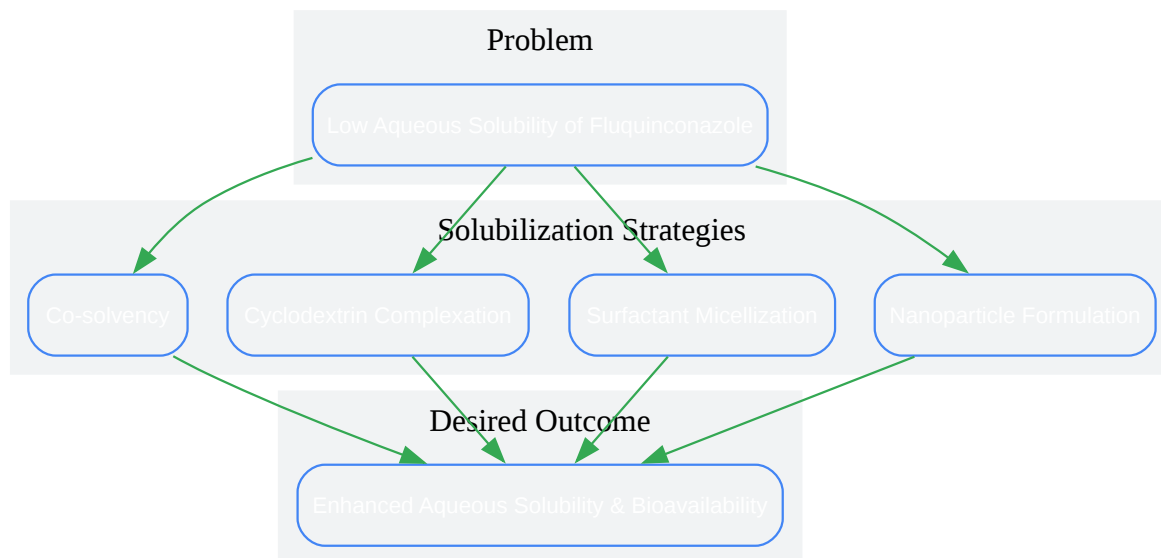 Problem
Low Aqueous Solubility of Fluquinconazole
Solubilization Strategies
Co-solvency
Cyclodextrin Complexation
Surfactant Micellization
Nanoparticle Formulation
Desired Outcome
Enhanced Aqueous Solubility & Bioavailability